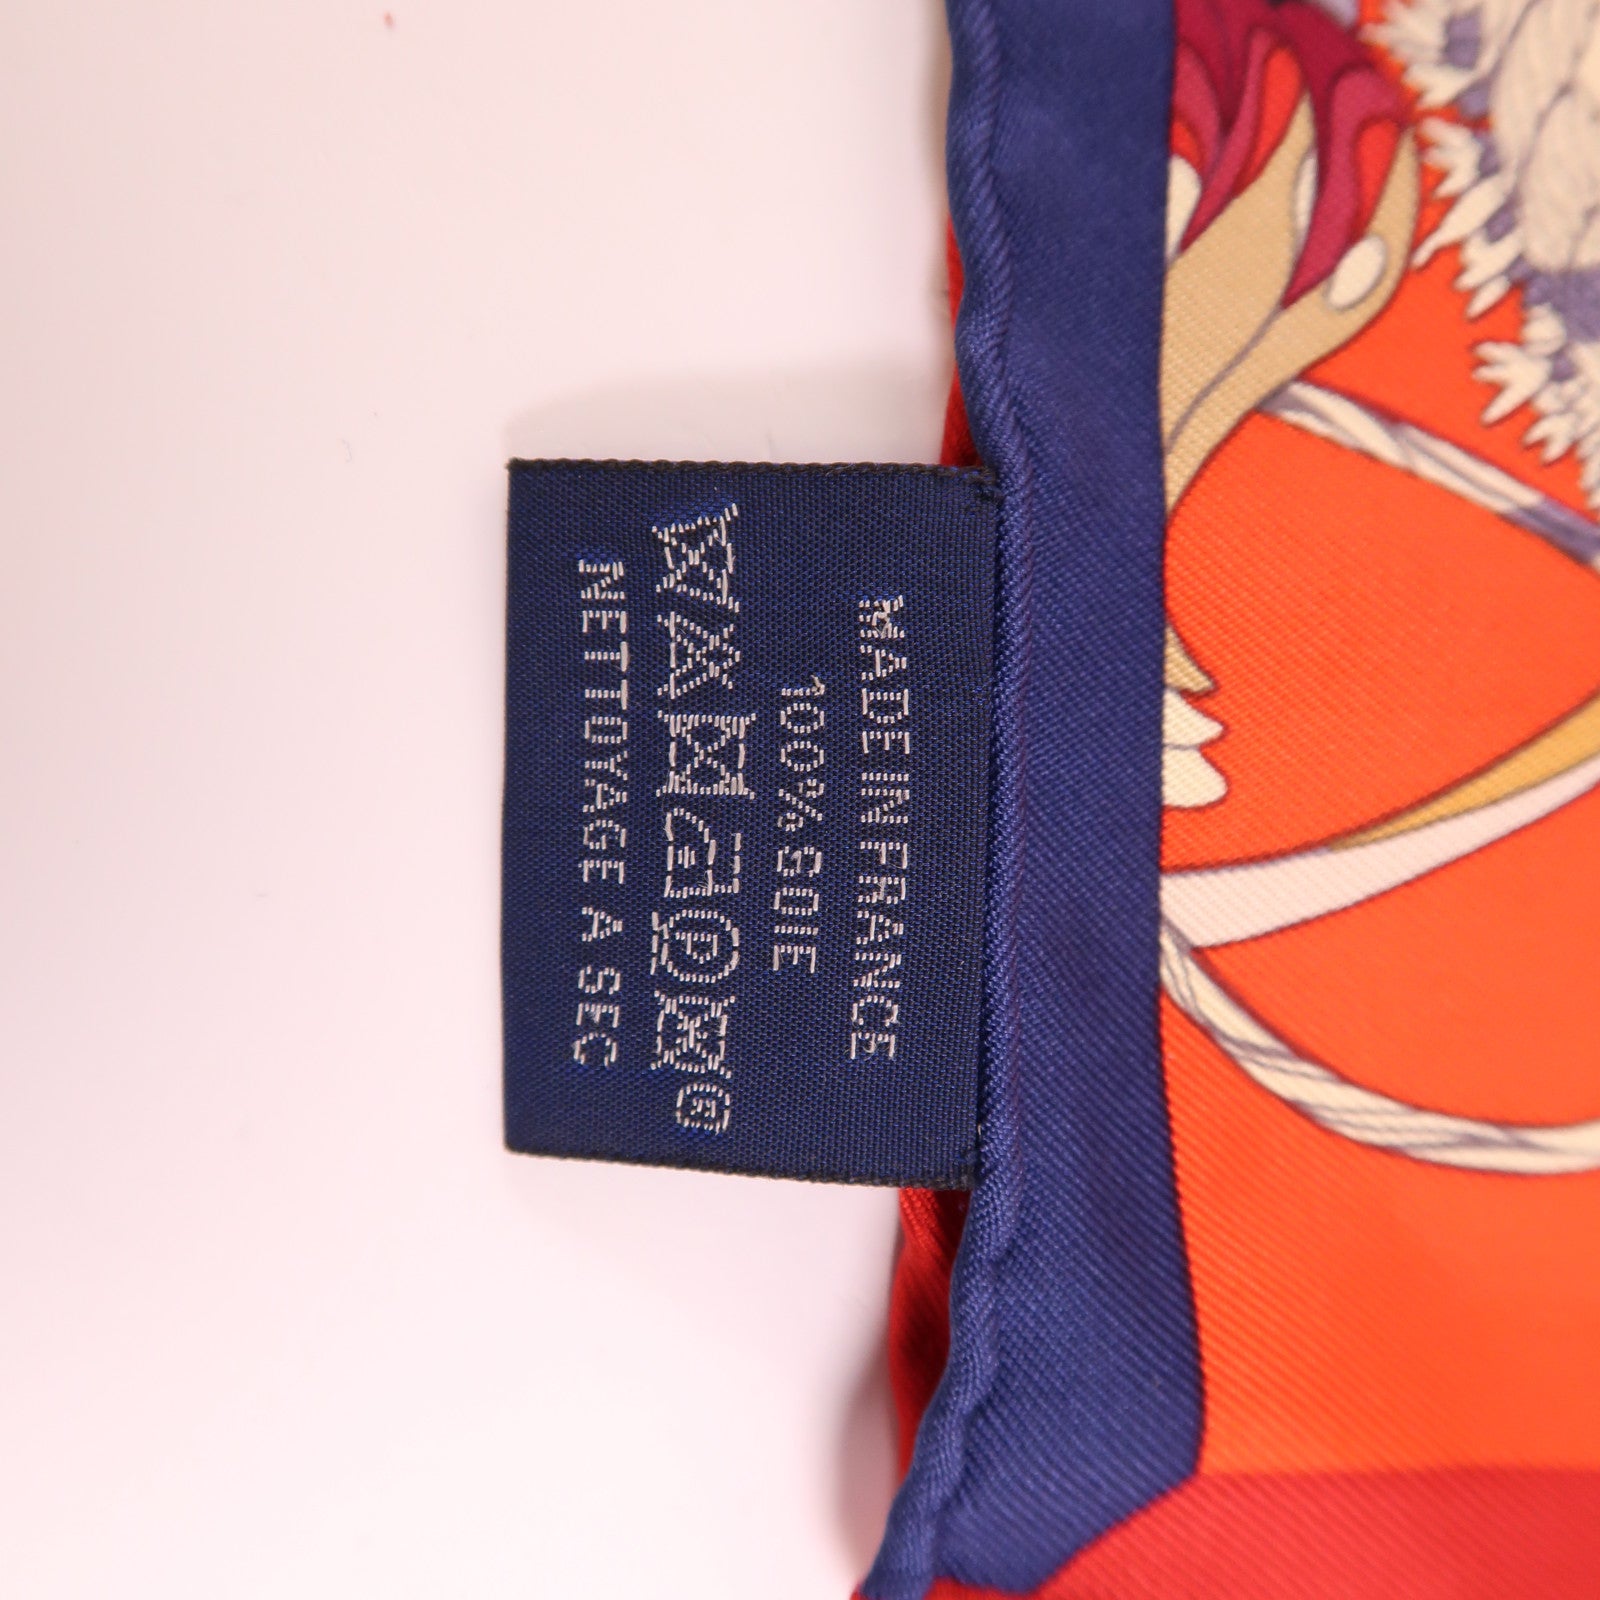 MADE IN FRANCE
100% SOIE
P
NETTOYAGE A SEC